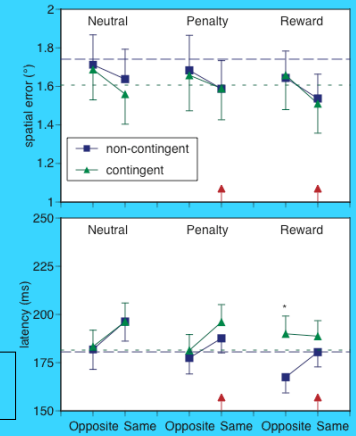 2
Neutral Penalty Reward
1.8
1.6
1.4
1.2
1
spatial error (°)
non-contingent
contingent
250
Neutral Penalty Reward
225
200
175
150
latency (ms)
*
Opposite Same Opposite Same Opposite Same